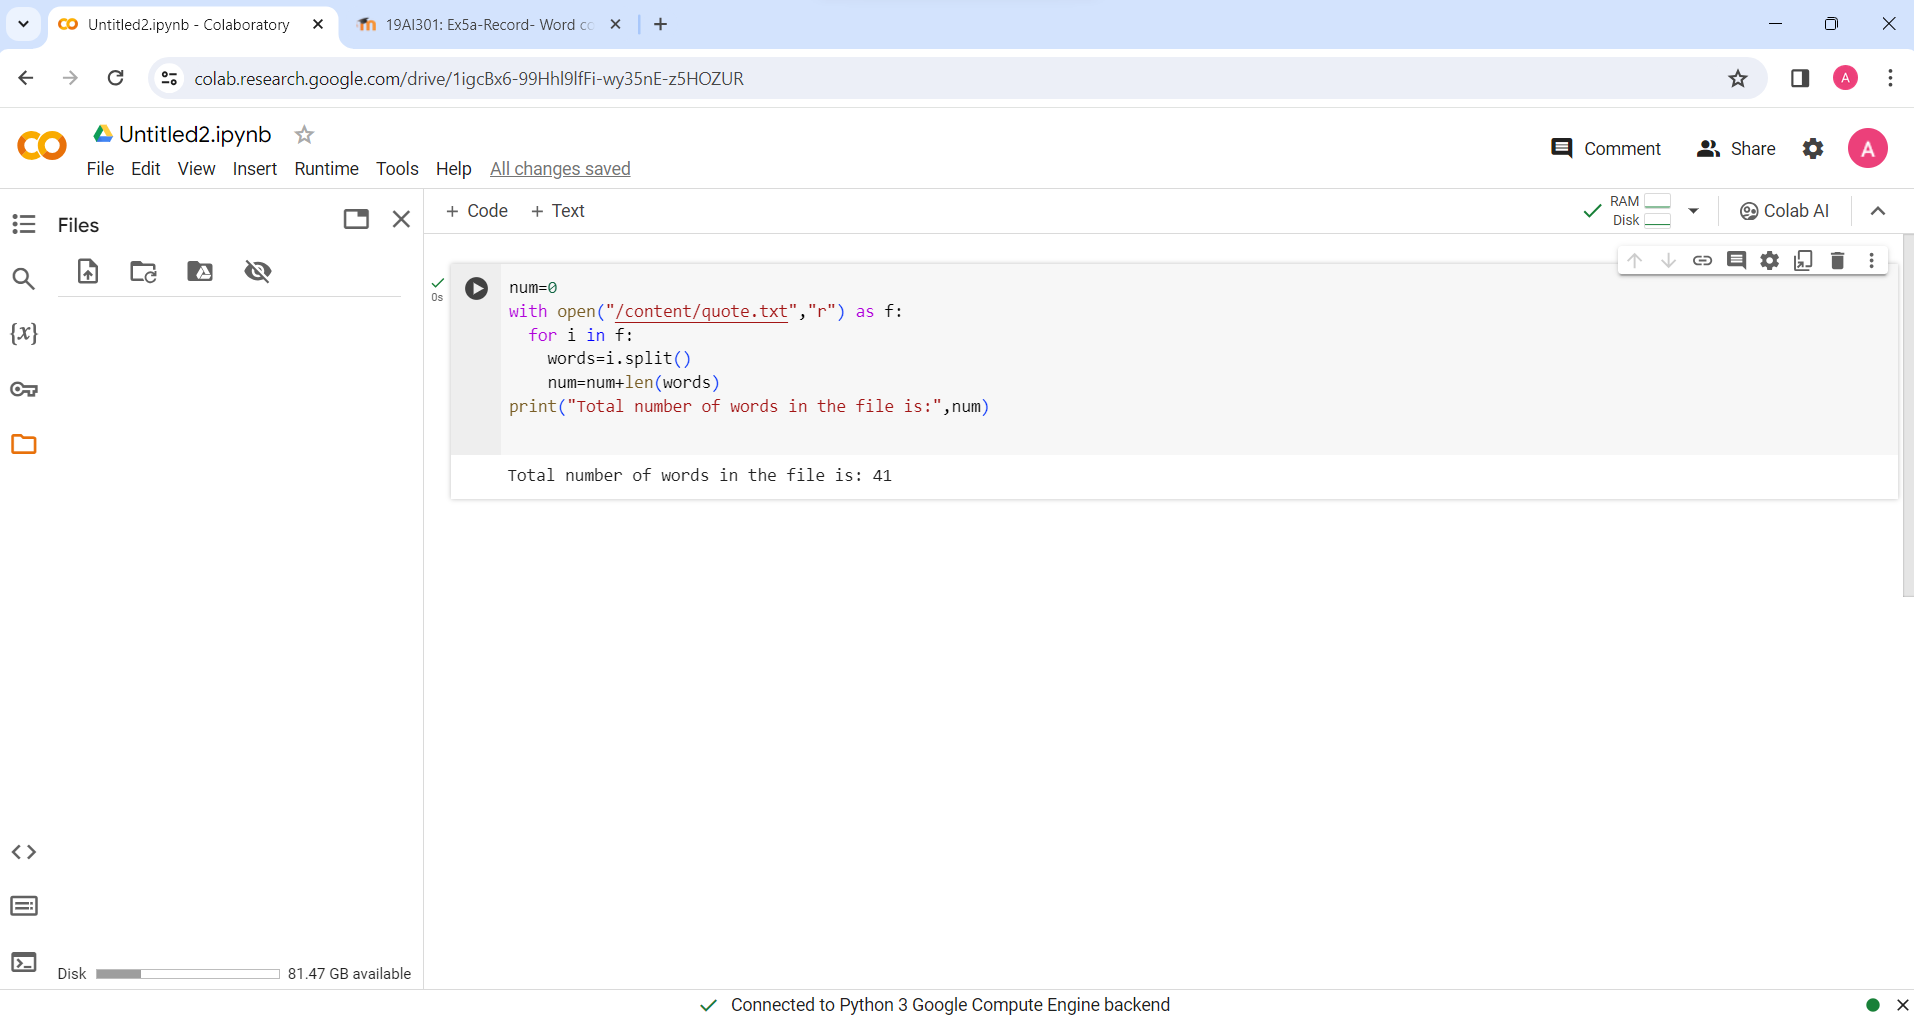 Untitled2.ipynb - Colaboratory
19AI301: Ex5a-Record- Word co
colab.research.google.com/drive/1igcBx6-99Hhl9lfFi-wy35nE-z5HOZUR
A
Untitled2.ipynb
Comment
Share
A
File Edit View Insert Runtime Tools Help All changes saved
Files
+ Code + Text
RAM
Disk
Colab AI
{x}
0s
num=0
with open("/content/quote.txt","r") as f:
for i in f:
words=i.split()
num=num+len(words)
print("Total number of words in the file is:",num)
Total number of words in the file is: 41
Disk 81.47 GB available
Connected to Python 3 Google Compute Engine backend